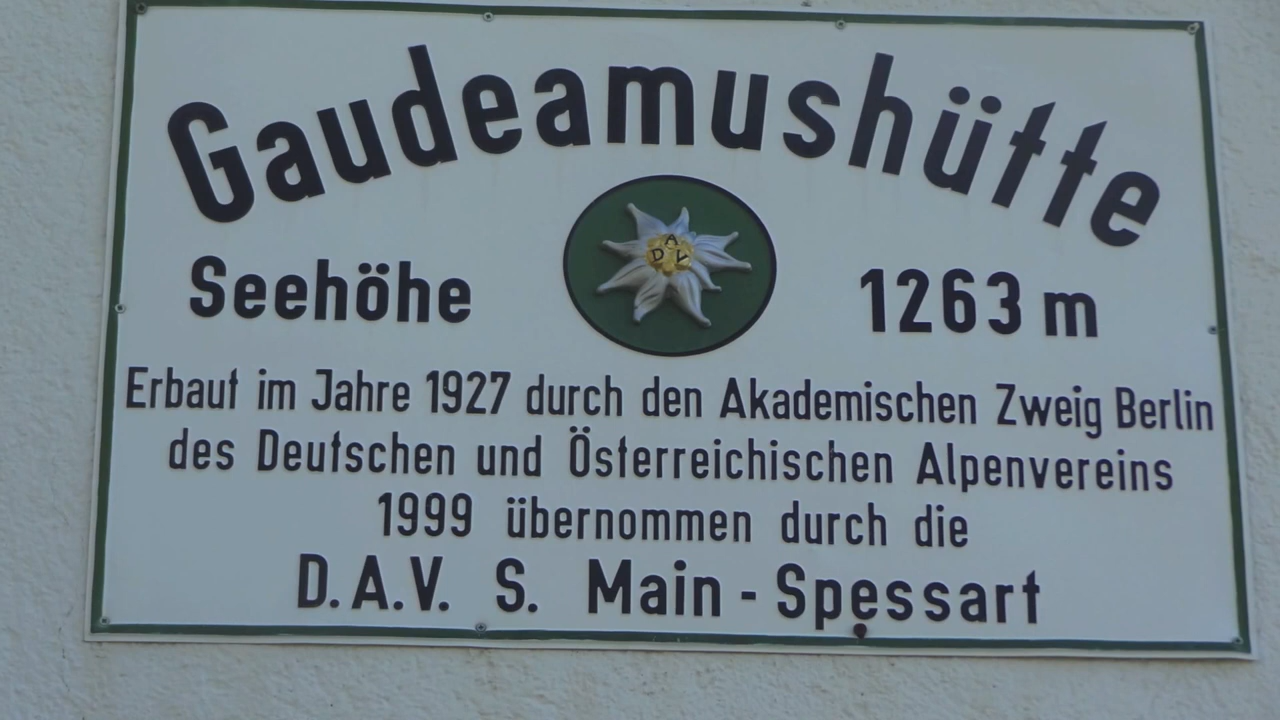 Gaudeamushütte
A
D V
Seehöhe 1263 m
Erbaut im Jahre 1927 durch den Akademischen Zweig Berlin
des Deutschen und Österreichischen Alpenvereins
1999 übernommen durch die
D.A.V. S. Main - Spessart